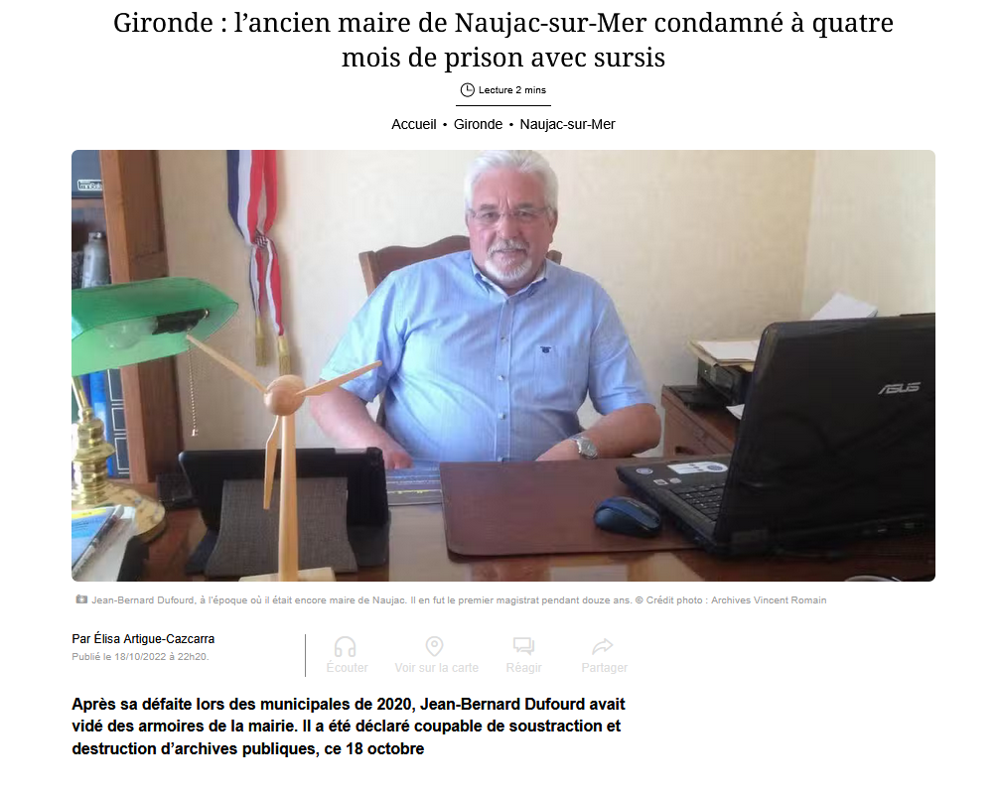 Gironde : l’ancien maire de Naujac-sur-Mer condamné à quatre
mois de prison avec sursis
Lecture 2 mins
Accueil • Gironde • Naujac-sur-Mer
ASUS
Jean-Bernard Dufourd, à l'époque où il était encore maire de Naujac. Il en fut le premier magistrat pendant douze ans. © Crédit photo : Archives Vincent Romain
Par Élisa Artigue-Cazcarra
Publié le 18/10/2022 à 22h20.
Écouter
Voir sur la carte
Réagir
Partager
Après sa défaite lors des municipales de 2020, Jean-Bernard Dufourd avait
vidé des armoires de la mairie. Il a été déclaré coupable de soustraction et
destruction d’archives publiques, ce 18 octobre